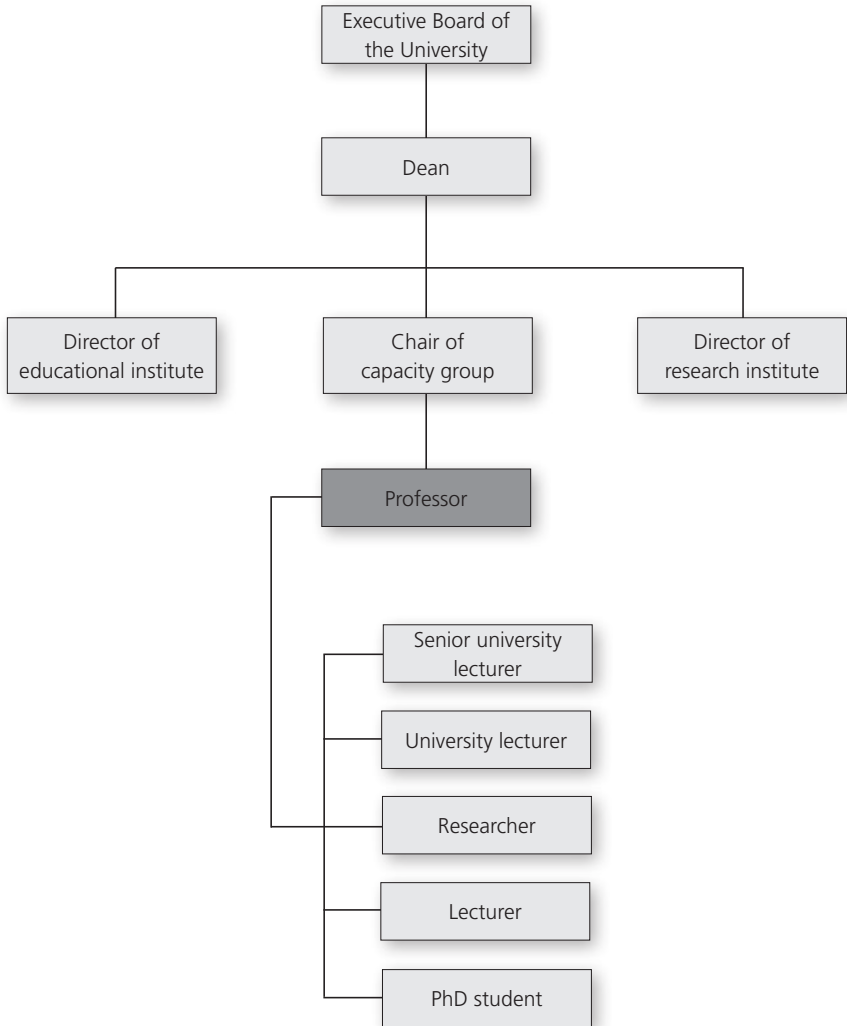 Executive Board of
the University
Dean
Director of
educational institute
Chair of
capacity group
Director of
research institute
Professor
Senior university
lecturer
University lecturer
Researcher
Lecturer
PhD student